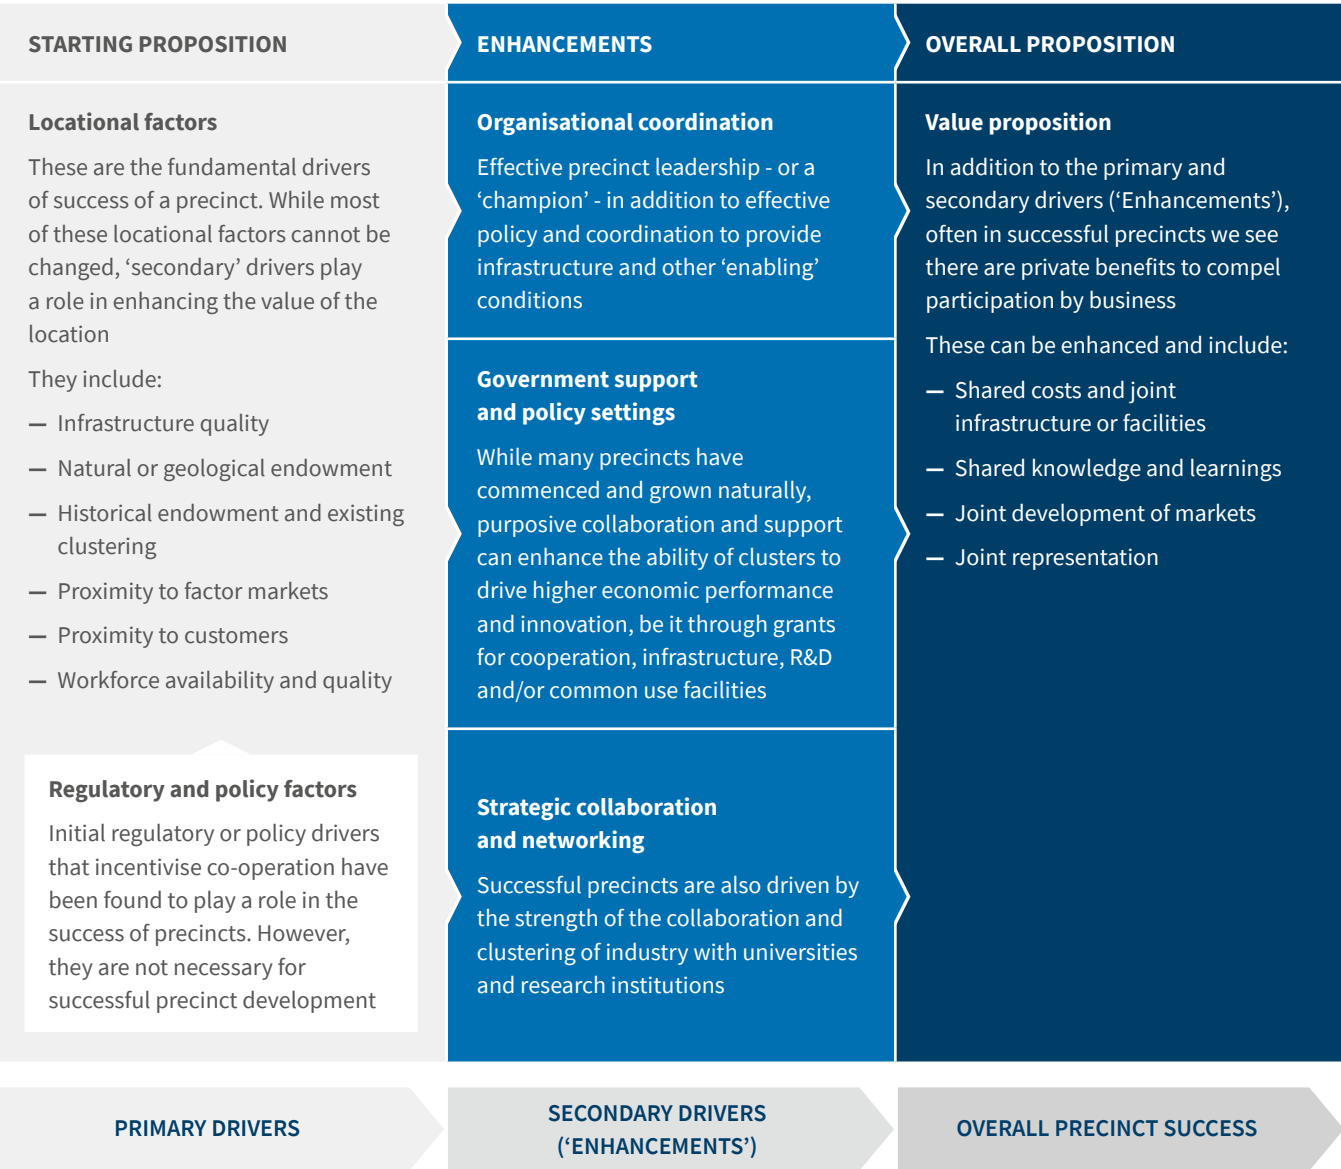 STARTING PROPOSITION
ENHANCEMENTS
OVERALL PROPOSITION
Locational factors
These are the fundamental drivers
of success of a precinct. While most
of these locational factors cannot be
changed, ‘secondary’ drivers play
a role in enhancing the value of the
location
They include:
— Infrastructure quality
— Natural or geological endowment
— Historical endowment and existing
clustering
— Proximity to factor markets
— Proximity to customers
— Workforce availability and quality
Regulatory and policy factors
Initial regulatory or policy drivers
that incentivise co-operation have
been found to play a role in the
success of precincts. However,
they are not necessary for
successful precinct development
Organisational coordination
Effective precinct leadership - or a
‘champion’ - in addition to effective
policy and coordination to provide
infrastructure and other ‘enabling’
conditions
Government support
and policy settings
While many precincts have
commenced and grown naturally,
purposive collaboration and support
can enhance the ability of clusters to
drive higher economic performance
and innovation, be it through grants
for cooperation, infrastructure, R&D
and/or common use facilities
Strategic collaboration
and networking
Successful precincts are also driven by
the strength of the collaboration and
clustering of industry with universities
and research institutions
Value proposition
In addition to the primary and
secondary drivers (‘Enhancements’),
often in successful precincts we see
there are private benefits to compel
participation by business
These can be enhanced and include:
— Shared costs and joint
infrastructure or facilities
— Shared knowledge and learnings
— Joint development of markets
— Joint representation
PRIMARY DRIVERS
SECONDARY DRIVERS
(‘ENHANCEMENTS’)
OVERALL PRECINCT SUCCESS